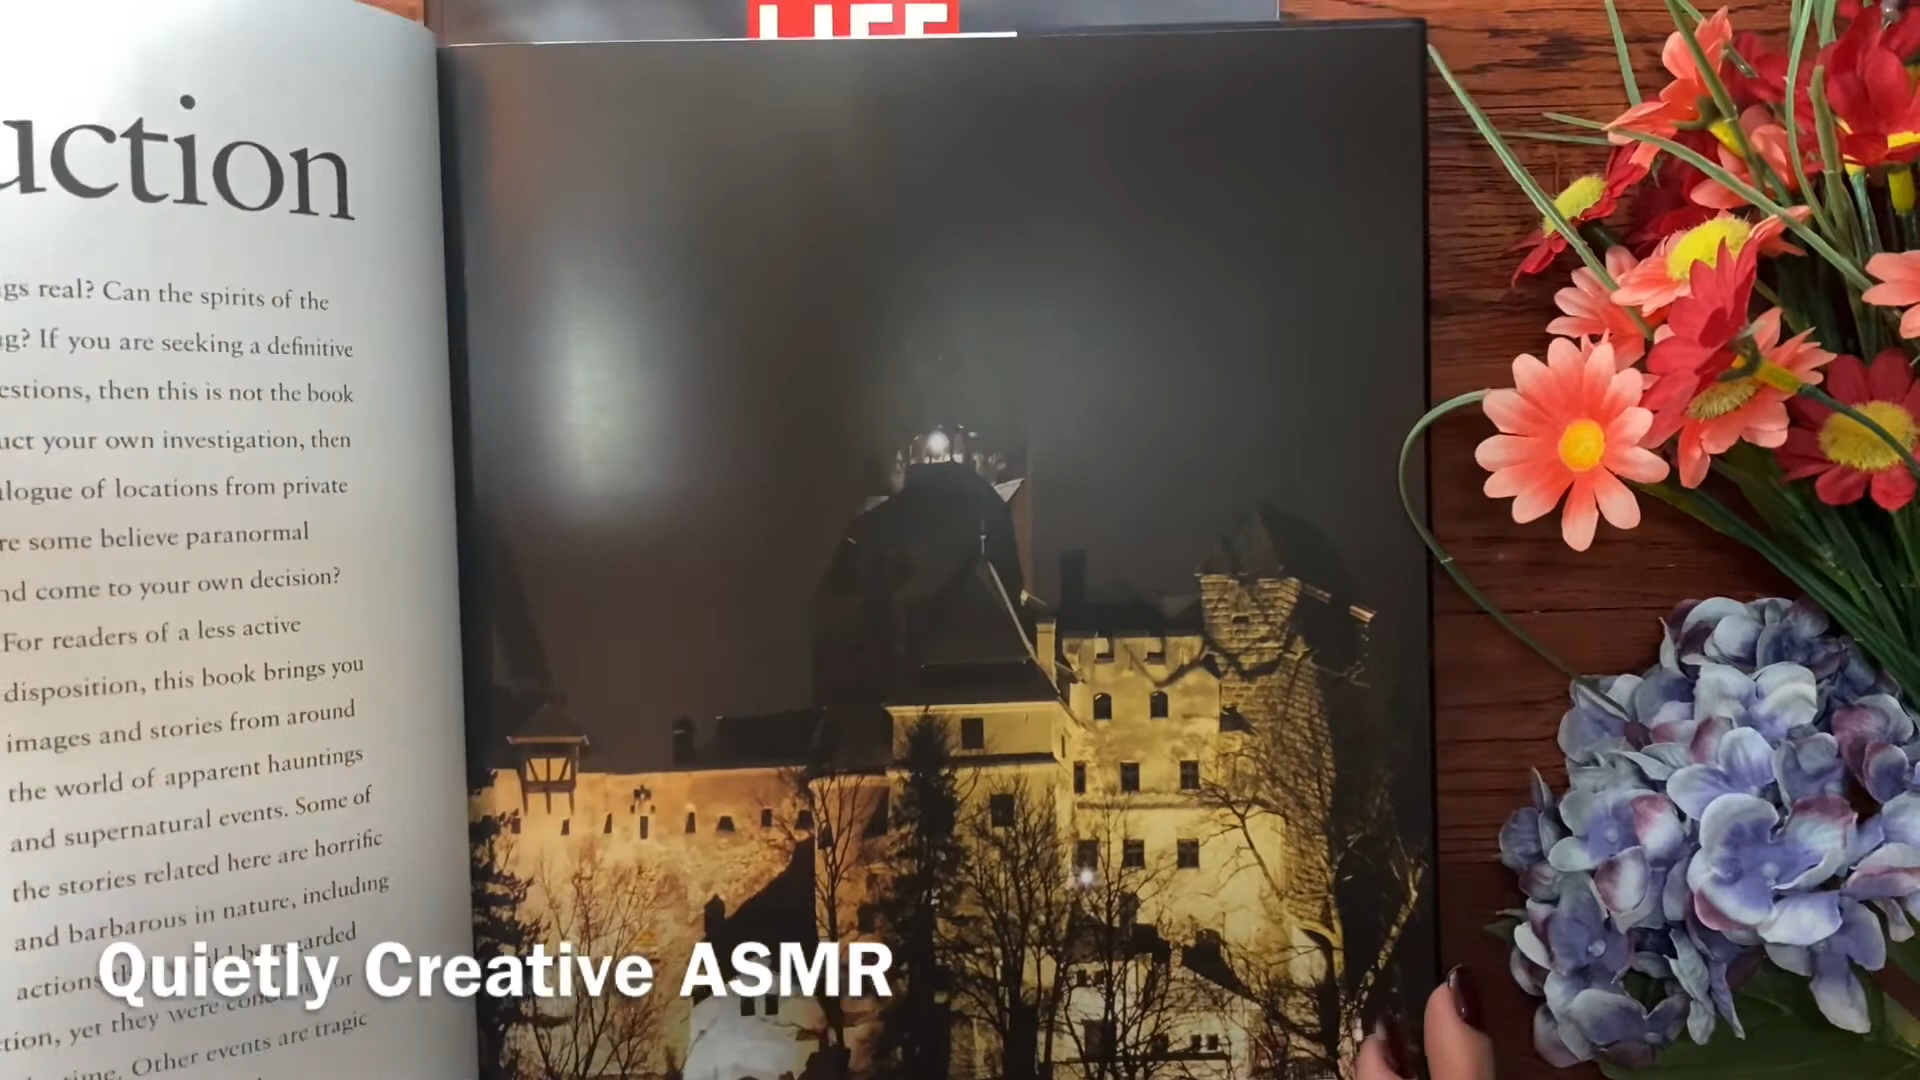 LIFE
uction
gs real? Can the spirits of the
g? If you are seeking a definitive
estions, then this is not the book
uct your own investigation, then
alogue of locations from private
re some believe paranormal
nd come to your own decision?
For readers of a less active
disposition, this book brings you
images and stories from around
the world of apparent hauntings
and supernatural events. Some of
the stories related here are horrific
and barbarous in nature, including
actions regarded
tion, yet they were or
time. Other events are tragic
Quietly Creative ASMR